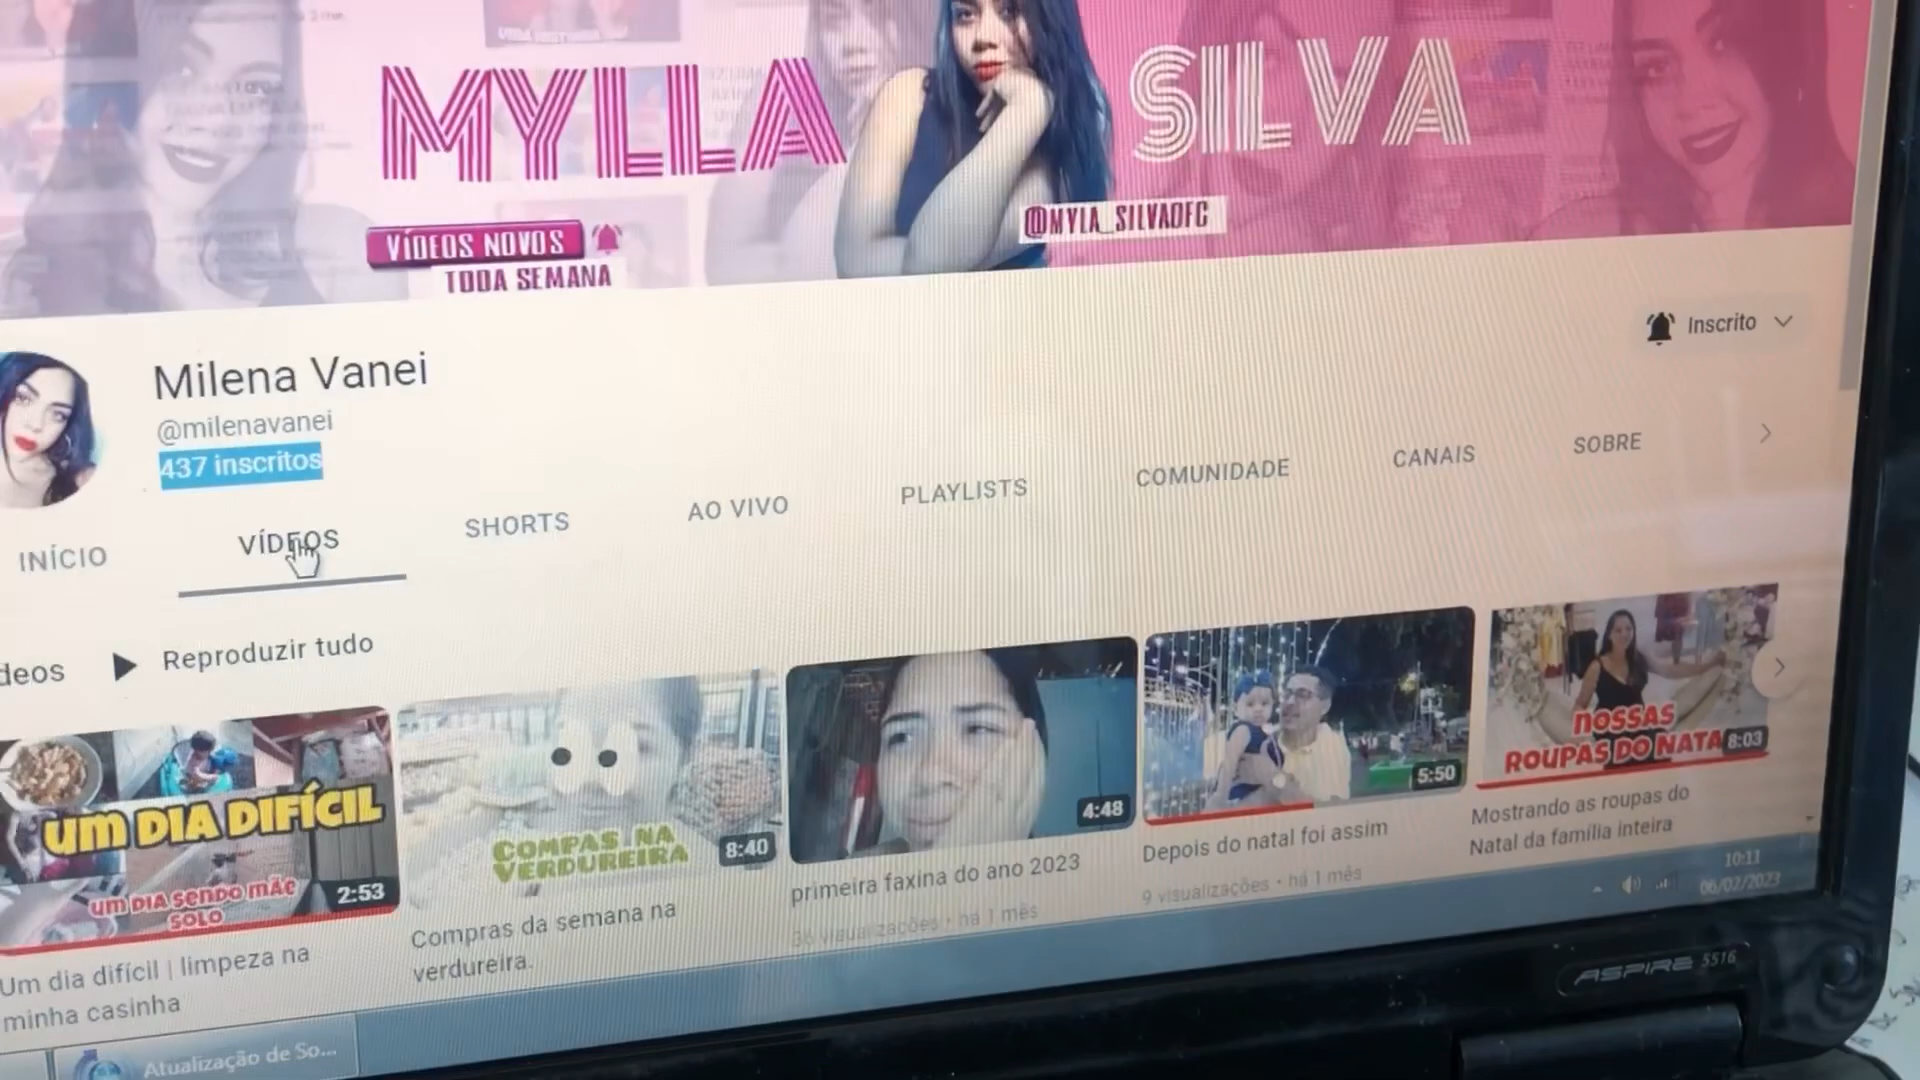 MYLLA
SILVA
VÍDEOS NOVOS
TODA SEMANA
@MYLA_SILVAOFC
Milena Vanei
@milenavanei
437 inscritos
Inscrito
INÍCIO
VÍDEOS
SHORTS
AO VIVO
PLAYLISTS
COMUNIDADE
CANAIS
SOBRE
deos
Reproduzir tudo
UM DIA DIFÍCIL
UM DIA SENDO MÃE
SOLO
2:53
Um dia difícil | limpeza na
minha casinha
COMPAS NA
VERDUREIRA
8:40
Compras da semana na
verdureira.
4:48
primeira faxina do ano 2023
36 visualizações • há 1 mês
5:50
Depois do natal foi assim
9 visualizações • há 1 mês
NOSSAS
ROUPAS DO NATA
8:03
Mostrando as roupas do
Natal da família inteira
10:11
06/02/2023
Atualização de So...
ASPIRE 5516